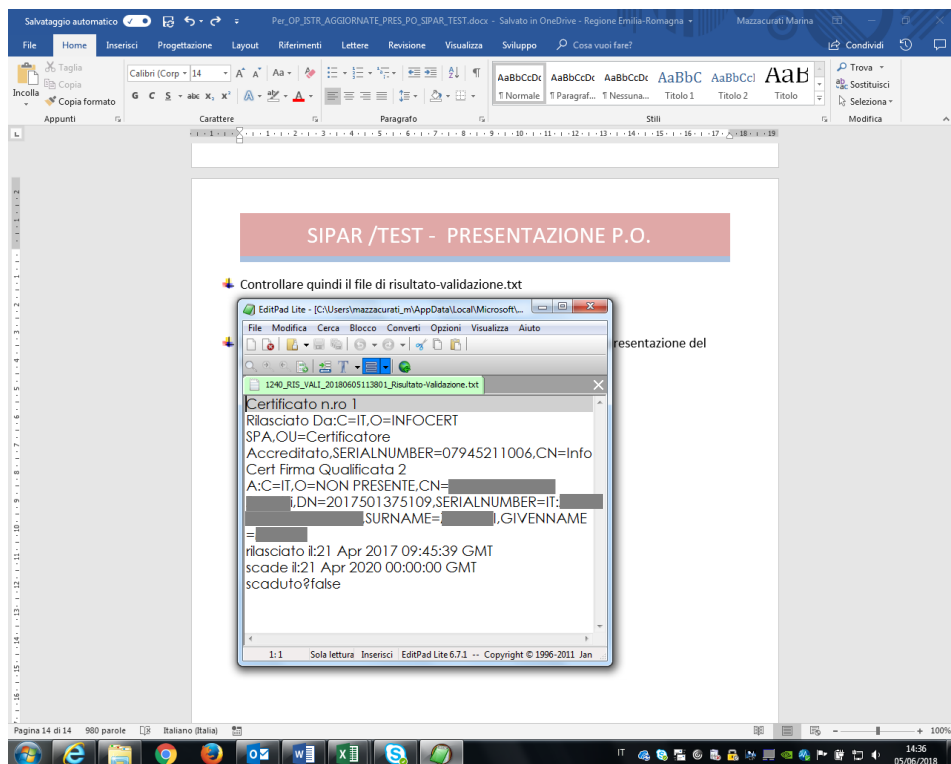 Salvataggio automatico
Per_OP_ISTR_AGGIORNATE_PRES_PO_SIPAR_TEST.docx - Salvato in OneDrive - Regione Emilia-Romagna
Mazzacurati Marina
File Home Inserisci Progettazione Layout Riferimenti Lettere Revisione Visualizza Sviluppo Cosa vuoi fare? Condividi
Incolla
Taglia
Copia
Copia formato
Appunti
Calibri (Corp 14
G C S abc X, X²
Carattere
Paragrafo
AaBbCcDc AaBbCcDc AaBbCcDc AaBbC AaBbCcl AaB
¶ Normale ¶ Paragraf... ¶ Nessuna... Titolo 1 Titolo 2 Titolo
Stili
Trova
Sostituisci
Seleziona
Modifica
SIPAR /TEST - PRESENTAZIONE P.O.
Controllare quindi il file di risultato-validazione.txt
resentazione del
EditPad Lite - [C:\Users\mazzacurati_m\AppData\Local\Microsoft\...
File Modifica Cerca Blocco Converti Opzioni Visualizza Aiuto
1240_RIS_VALI_20180605113801_Risultato-Validazione.txt
Certificato n.ro 1
Rilasciato Da:C=IT,O=INFOCERT
SPA,OU=Certificatore
Accreditato,SERIALNUMBER=07945211006,CN=Info
Cert Firma Qualificata 2
A:C=IT,O=NON PRESENTE,CN=
i,DN=2017501375109,SERIALNUMBER=IT:
,SURNAME= I,GIVENNAME
=
rilasciato il:21 Apr 2017 09:45:39 GMT
scade il:21 Apr 2020 00:00:00 GMT
scaduto?false
1:1 Sola lettura Inserisci EditPad Lite 6.7.1 -- Copyright © 1996-2011 Jan
Pagina 14 di 14 980 parole Italiano (Italia) 100%
IT
14:36
05/06/2018